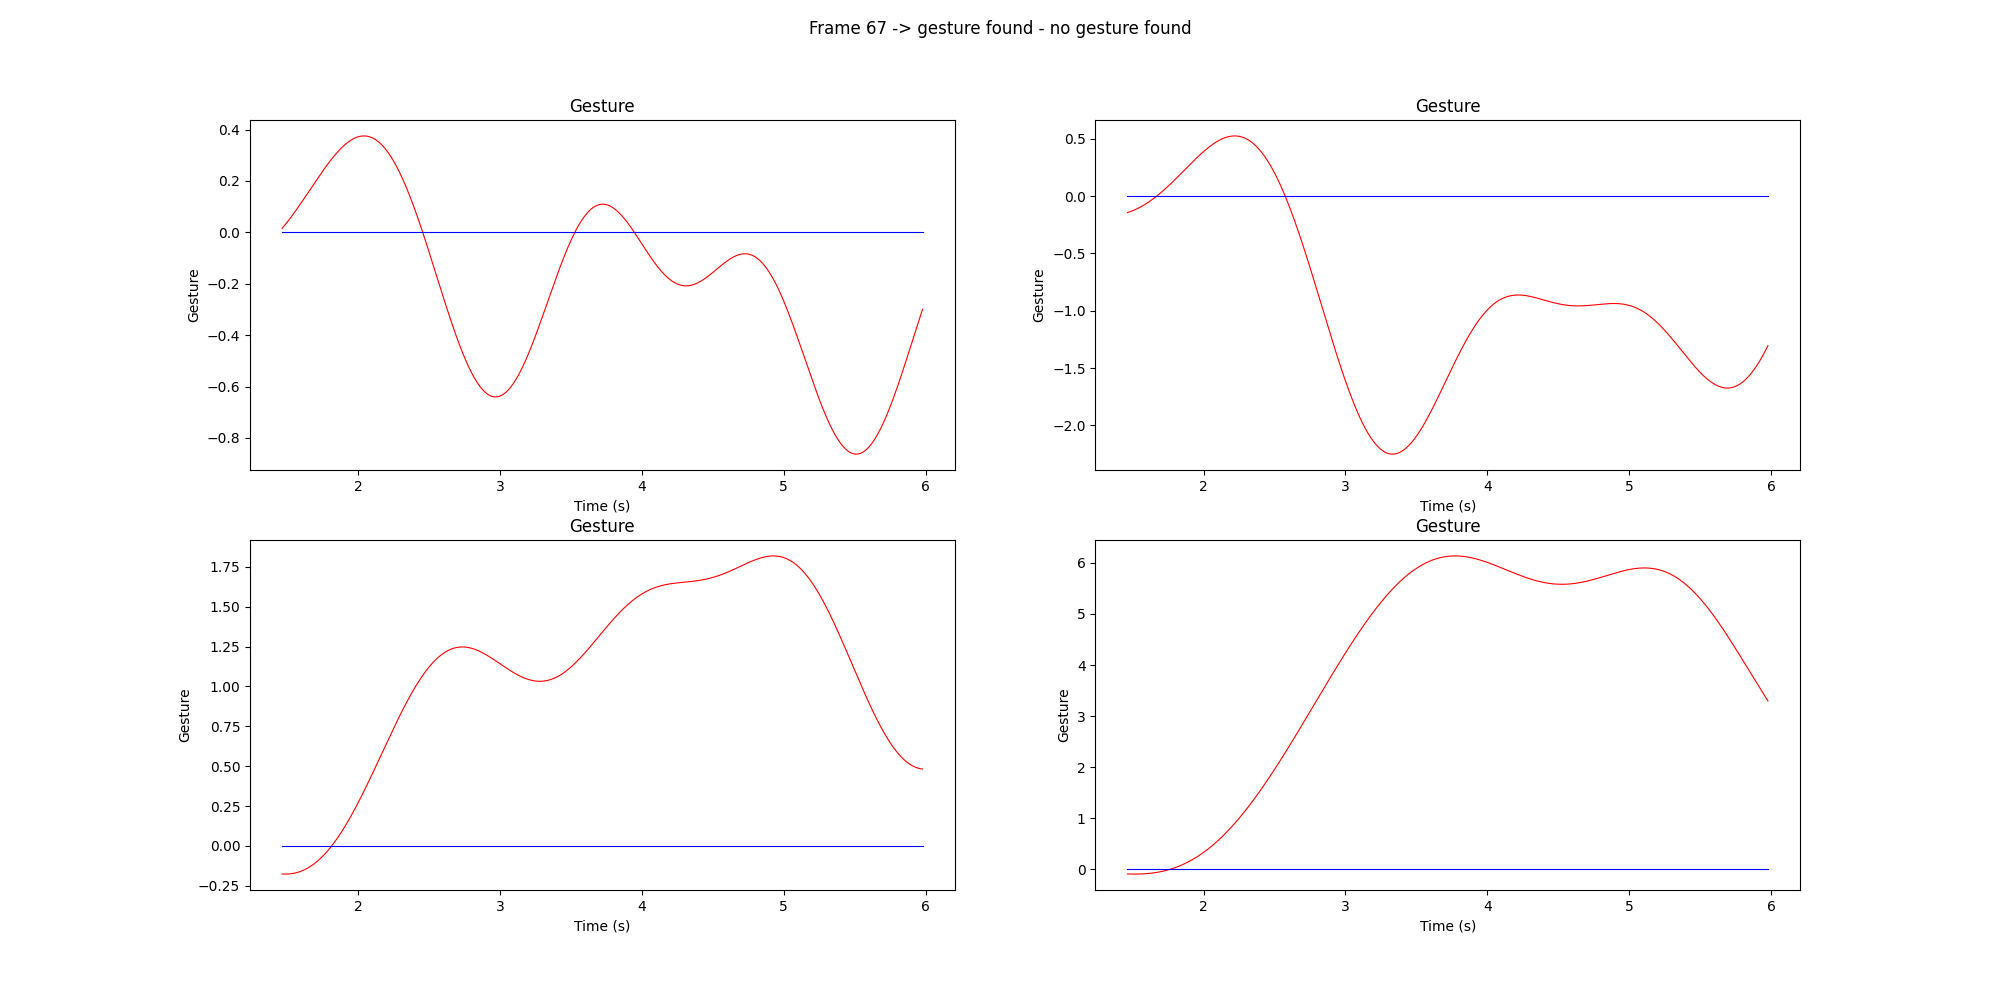 Frame 67 -> gesture found - no gesture found
Gesture
Gesture
0.4
0.2
0.0
−0.2
−0.4
−0.6
−0.8
2 3 4 5 6
Time (s)
Gesture
Gesture
0.5
0.0
−0.5
−1.0
−1.5
−2.0
2 3 4 5 6
Time (s)
Gesture
Gesture
1.75
1.50
1.25
1.00
0.75
0.50
0.25
0.00
−0.25
2 3 4 5 6
Time (s)
Gesture
Gesture
6
5
4
3
2
1
0
2 3 4 5 6
Time (s)